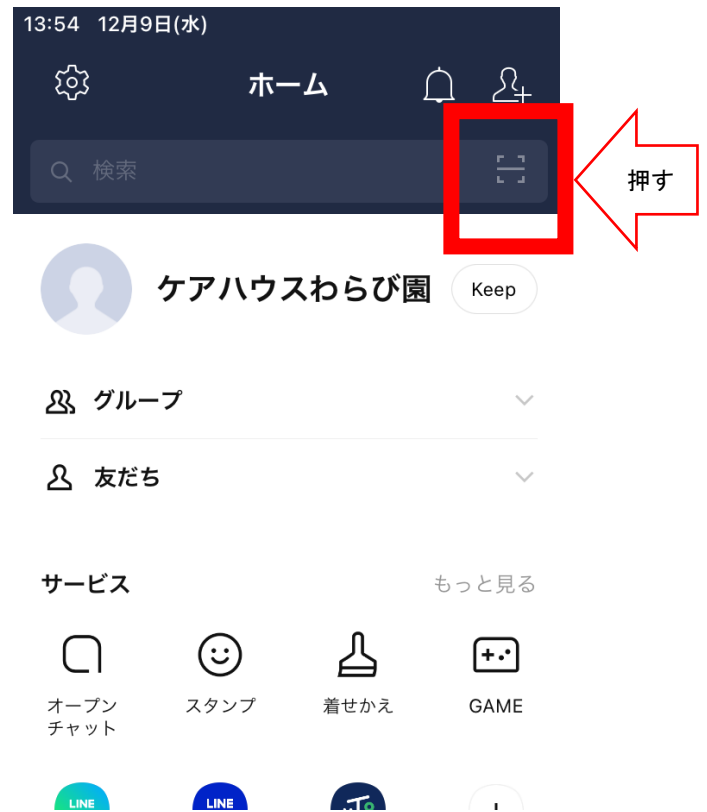 13:54 12月9日(水)
ホーム
検索
押す
ケアハウスわらび園
Keep
グループ
友だち
サービス
もっと見る
オープン
チャット
スタンプ
着せかえ
GAME
LINE
LINE